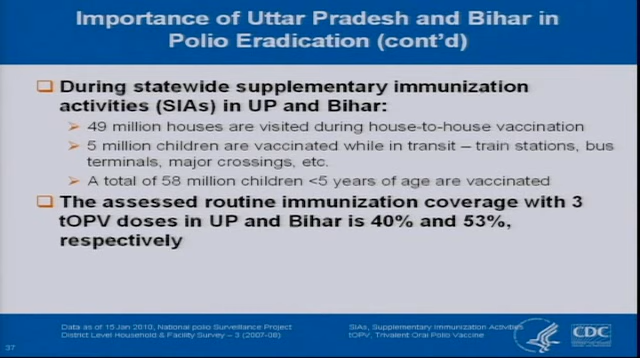 Importance of Uttar Pradesh and Bihar in
Polio Eradication (cont'd)
During statewide supplementary immunization
activities (SIAs) in UP and Bihar:
49 million houses are visited during house-to-house vaccination
5 million children are vaccinated while in transit – train stations, bus
terminals, major crossings, etc.
A total of 58 million children <5 years of age are vaccinated
The assessed routine immunization coverage with 3
tOPV doses in UP and Bihar is 40% and 53%,
respectively
Data as of 15 Jan 2010, National polio Surveillance Project
District Level Household & Facility Survey – 3 (2007-08)
SIAs, Supplementary Immunization Activities
tOPV, Trivalent Oral Polio Vaccine
CDC
37